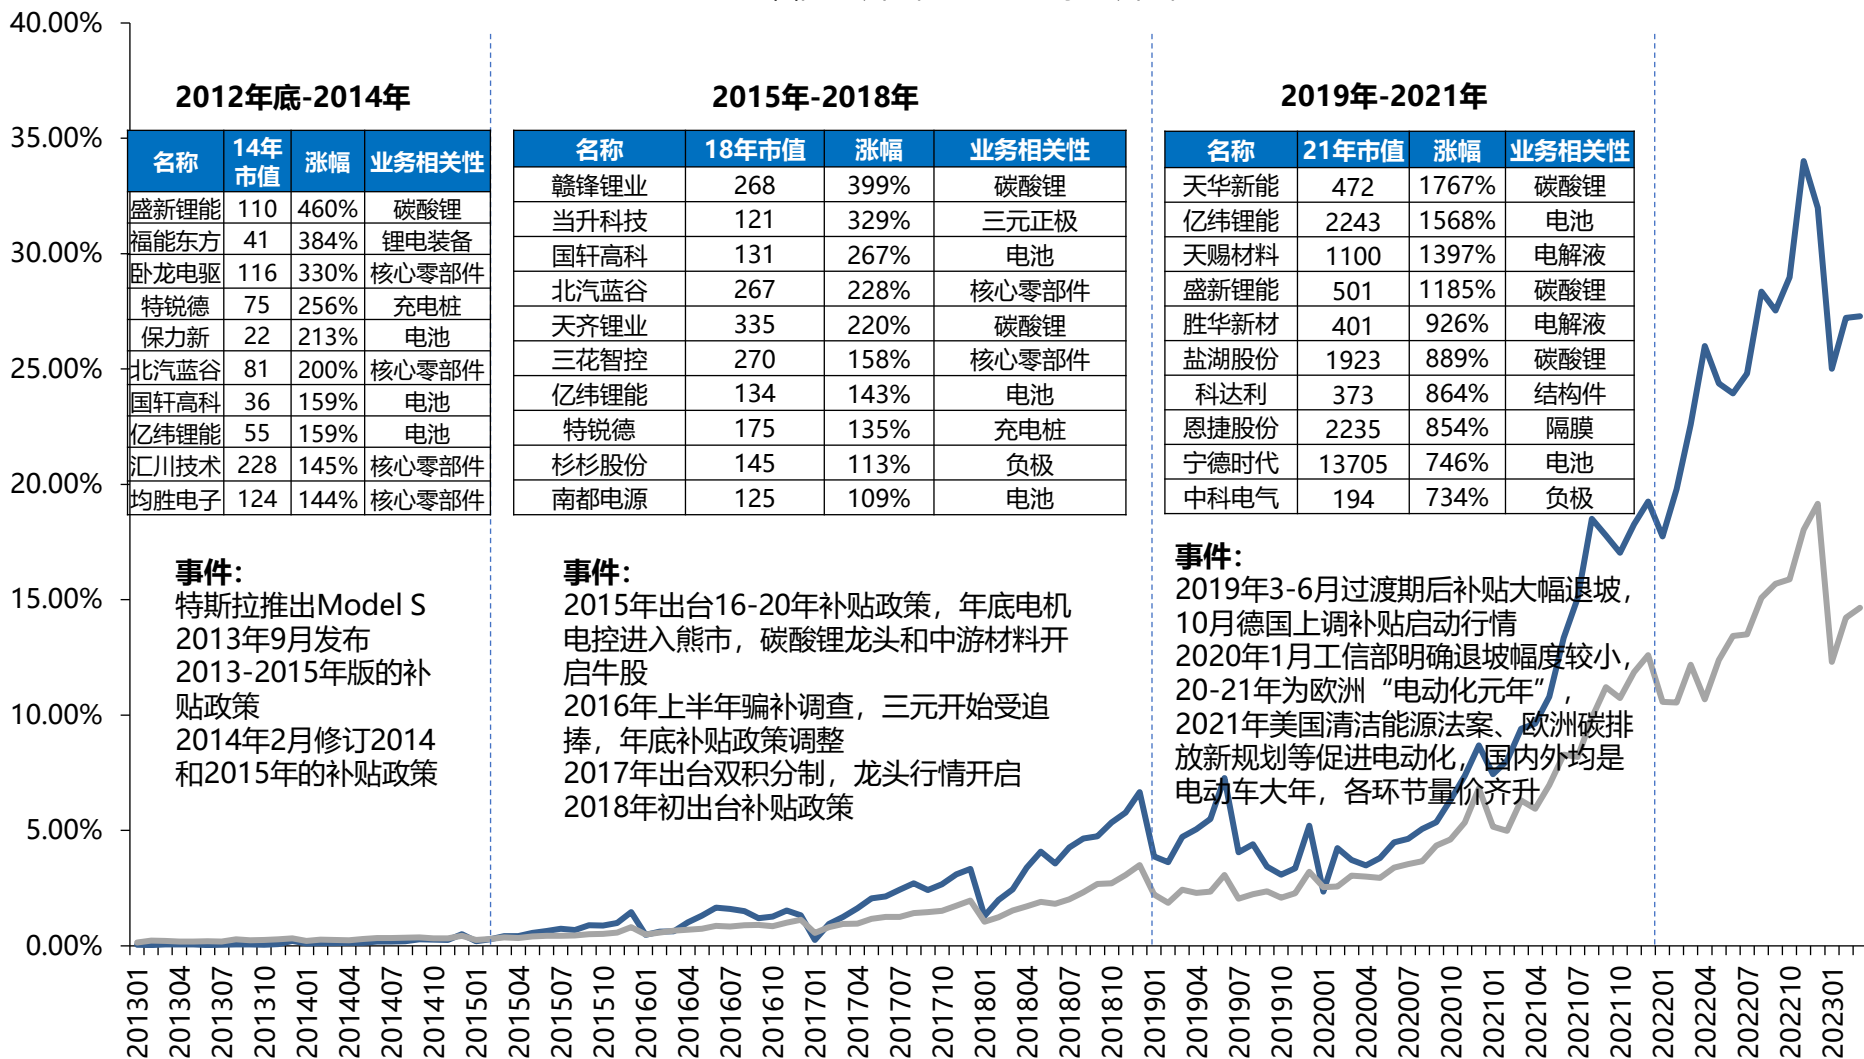 40.00%
35.00%
30.00%
25.00%
20.00%
15.00%
10.00%
5.00%
0.00%
2012年底-2014年
名称 14年市值 涨幅 业务相关性
盛新锂能 110 460% 碳酸锂
福能东方 41 384% 锂电装备
卧龙电驱 116 330% 核心零部件
特锐德 75 256% 充电桩
保力新 22 213% 电池
北汽蓝谷 81 200% 核心零部件
国轩高科 36 159% 电池
亿纬锂能 55 159% 电池
汇川技术 228 145% 核心零部件
均胜电子 124 144% 核心零部件
事件：
特斯拉推出Model S
2013年9月发布
2013-2015年版的补
贴政策
2014年2月修订2014
和2015年的补贴政策
2015年-2018年
名称 18年市值 涨幅 业务相关性
赣锋锂业 268 399% 碳酸锂
当升科技 121 329% 三元正极
国轩高科 131 267% 电池
北汽蓝谷 267 228% 核心零部件
天齐锂业 335 220% 碳酸锂
三花智控 270 158% 核心零部件
亿纬锂能 134 143% 电池
特锐德 175 135% 充电桩
杉杉股份 145 113% 负极
南都电源 125 109% 电池
事件：
2015年出台16-20年补贴政策，年底电机
电控进入熊市，碳酸锂龙头和中游材料开
启牛股
2016年上半年骗补调查，三元开始受追
捧，年底补贴政策调整
2017年出台双积分制，龙头行情开启
2018年初出台补贴政策
2019年-2021年
名称 21年市值 涨幅 业务相关性
天华新能 472 1767% 碳酸锂
亿纬锂能 2243 1568% 电池
天赐材料 1100 1397% 电解液
盛新锂能 501 1185% 碳酸锂
胜华新材 401 926% 电解液
盐湖股份 1923 889% 碳酸锂
科达利 373 864% 结构件
恩捷股份 2235 854% 隔膜
宁德时代 13705 746% 电池
中科电气 194 734% 负极
事件：
2019年3-6月过渡期后补贴大幅退坡，
10月德国上调补贴启动行情
2020年1月工信部明确退坡幅度较小，
20-21年为欧洲“电动化元年”，
2021年美国清洁能源法案、欧洲碳排
放新规划等促进电动化，国内外均是
电动车大年，各环节量价齐升
201301
201304
201307
201310
201401
201404
201407
201410
201501
201504
201507
201510
201601
201604
201607
201610
201701
201704
201707
201710
201801
201804
201807
201810
201901
201904
201907
201910
202001
202004
202007
202010
202101
202104
202107
202110
202201
202204
202207
202210
202301